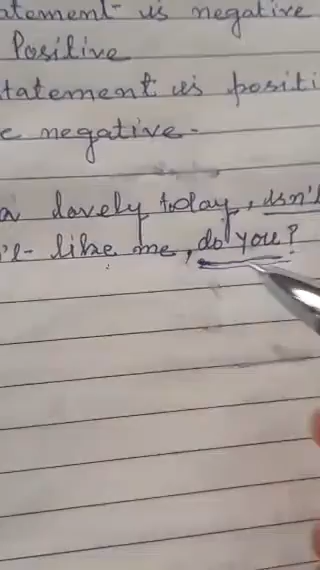 atement is negative
Positive
tatement is positi
e negative.
a lovely today, isn't
't like me, do you?